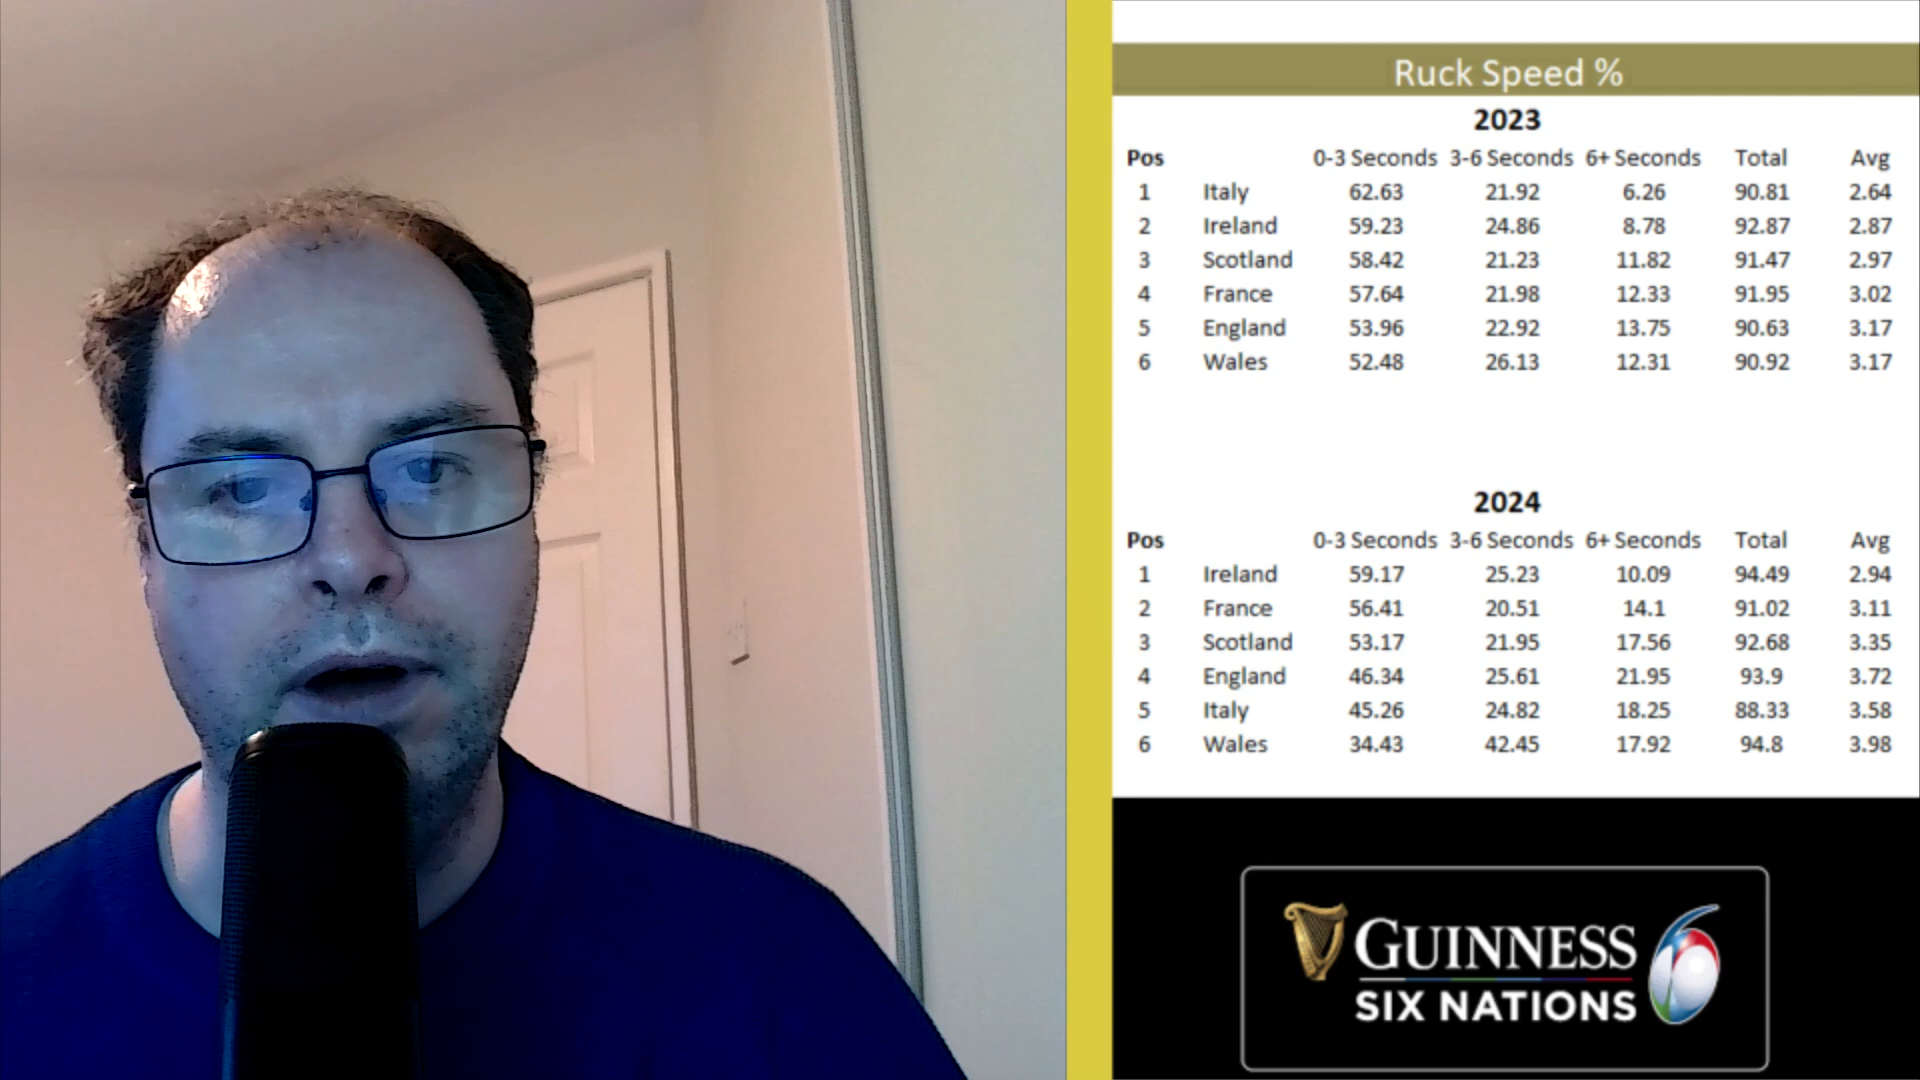 Ruck Speed %
2023
Pos 0-3 Seconds 3-6 Seconds 6+ Seconds Total Avg
1 Italy 62.63 21.92 6.26 90.81 2.64
2 Ireland 59.23 24.86 8.78 92.87 2.87
3 Scotland 58.42 21.23 11.82 91.47 2.97
4 France 57.64 21.98 12.33 91.95 3.02
5 England 53.96 22.92 13.75 90.63 3.17
6 Wales 52.48 26.13 12.31 90.92 3.17
2024
Pos 0-3 Seconds 3-6 Seconds 6+ Seconds Total Avg
1 Ireland 59.17 25.23 10.09 94.49 2.94
2 France 56.41 20.51 14.1 91.02 3.11
3 Scotland 53.17 21.95 17.56 92.68 3.35
4 England 46.34 25.61 21.95 93.9 3.72
5 Italy 45.26 24.82 18.25 88.33 3.58
6 Wales 34.43 42.45 17.92 94.8 3.98
GUINNESS
SIX NATIONS